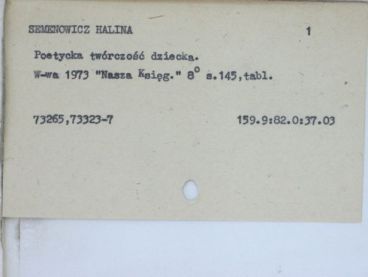 SEMENOWICZ HALINA 1
Poetycka twórczość dziecka.
W-wa 1973 "Nasza Księg." 8° s.145,tabl.
73265,73323-7 159.9:82.0:37.03